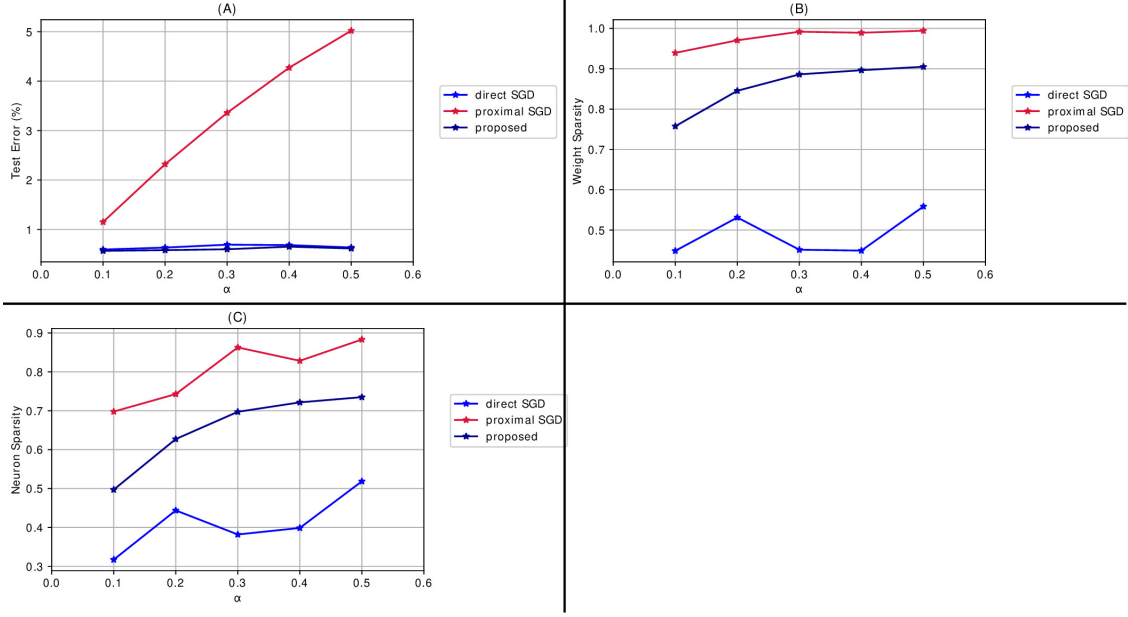 (A)
Test Error (%)
5
4
3
2
1
0.0 0.1 0.2 0.3 0.4 0.5 0.6
α
direct SGD
proximal SGD
proposed
(B)
Weight Sparsity
1.0
0.9
0.8
0.7
0.6
0.5
0.0 0.1 0.2 0.3 0.4 0.5 0.6
α
direct SGD
proximal SGD
proposed
(C)
Neuron Sparsity
0.9
0.8
0.7
0.6
0.5
0.4
0.3
0.0 0.1 0.2 0.3 0.4 0.5 0.6
α
direct SGD
proximal SGD
proposed